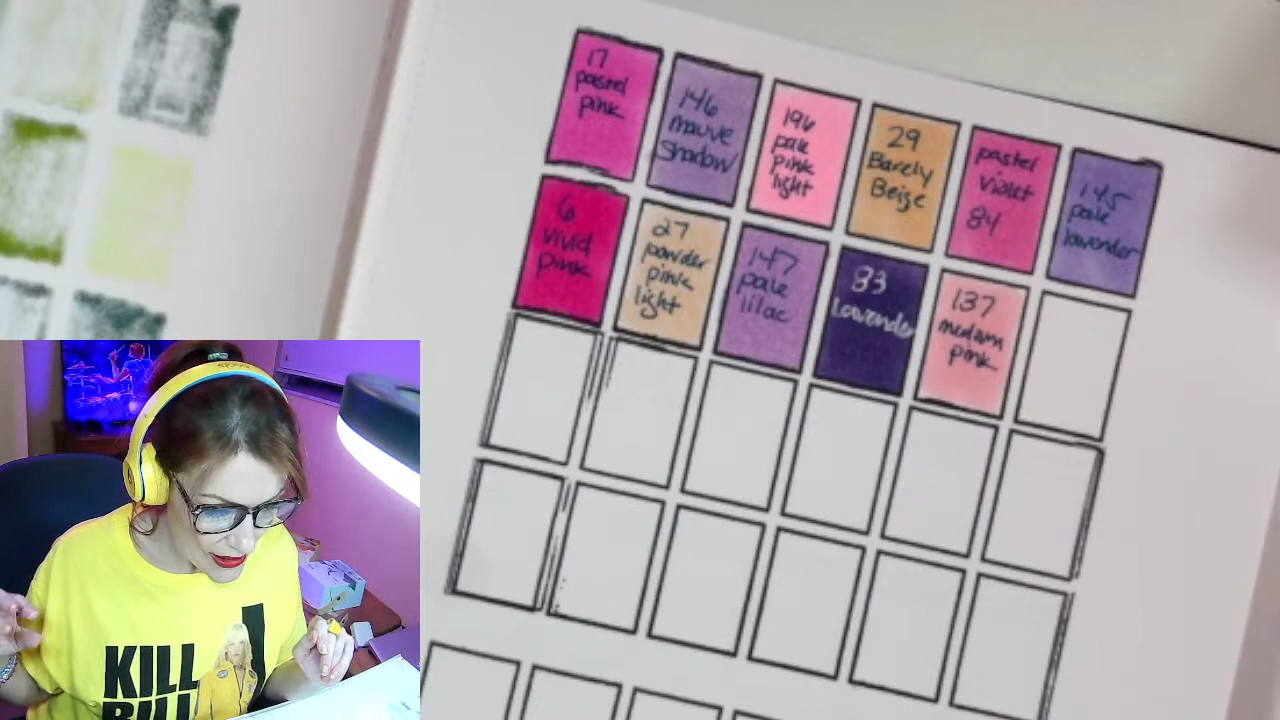 17
pastel
pink
146
mauve
shadow
196
pale
pink
light
29
Barely
Beige
pastel
violet
84
145
pale
lavender
6
vivid
pink
27
powder
pink
light
147
pale
lilac
83
Lavender
137
medium
pink
KILL
BILL